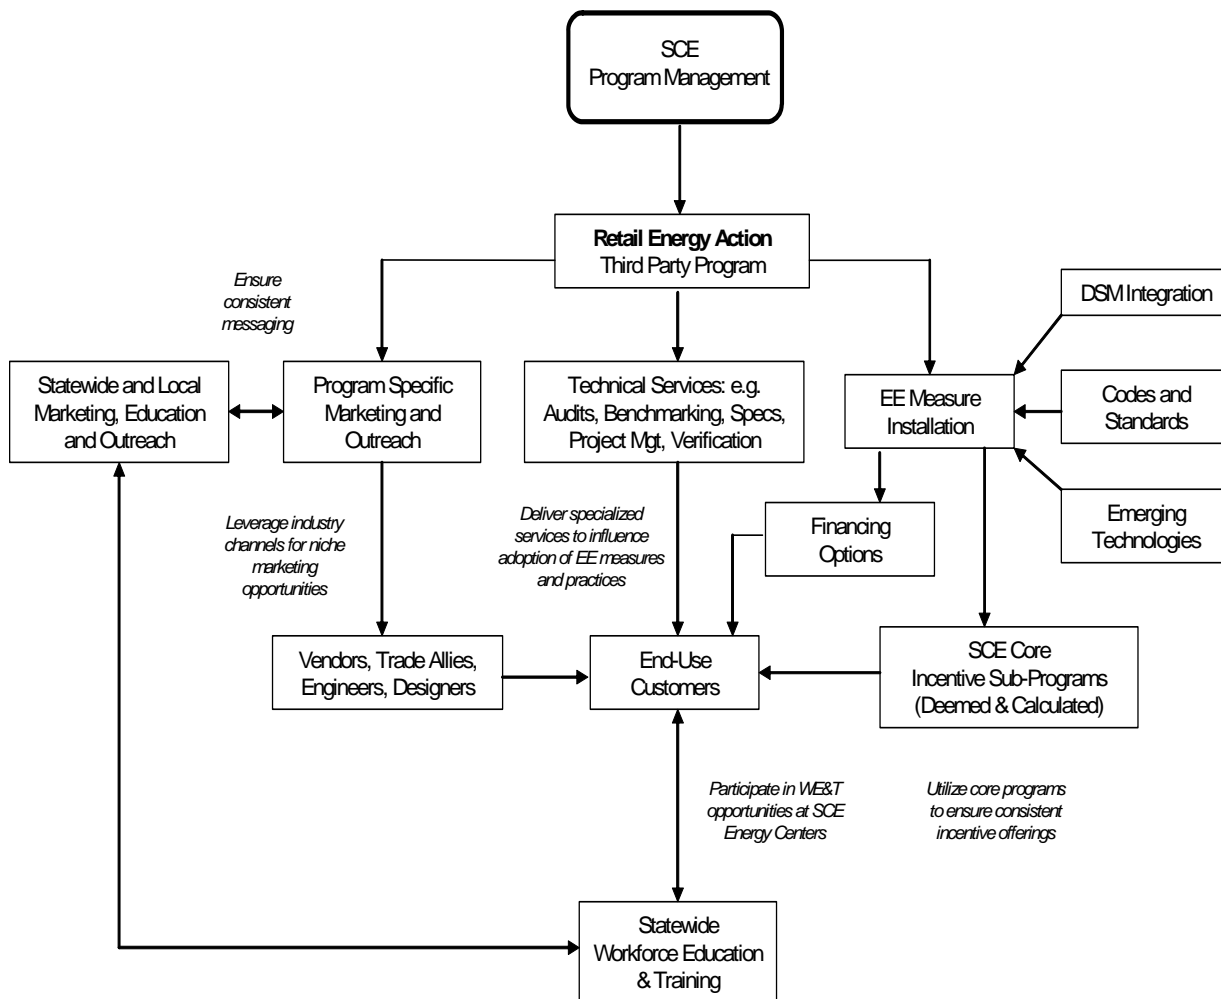 SCE
Program Management
Retail Energy Action
Third Party Program
Ensure
consistent
messaging
DSM Integration
Statewide and Local
Marketing, Education
and Outreach
Program Specific
Marketing and
Outreach
Technical Services: e.g.
Audits, Benchmarking, Specs,
Project Mgt, Verification
EE Measure
Installation
Codes and
Standards
Leverage industry
channels for niche
marketing
opportunities
Deliver specialized
services to influence
adoption of EE measures
and practices
Financing
Options
Emerging
Technologies
Vendors, Trade Allies,
Engineers, Designers
End-Use
Customers
SCE Core
Incentive Sub-Programs
(Deemed & Calculated)
Participate in WE&T
opportunities at SCE
Energy Centers
Utilize core programs
to ensure consistent
incentive offerings
Statewide
Workforce Education
& Training